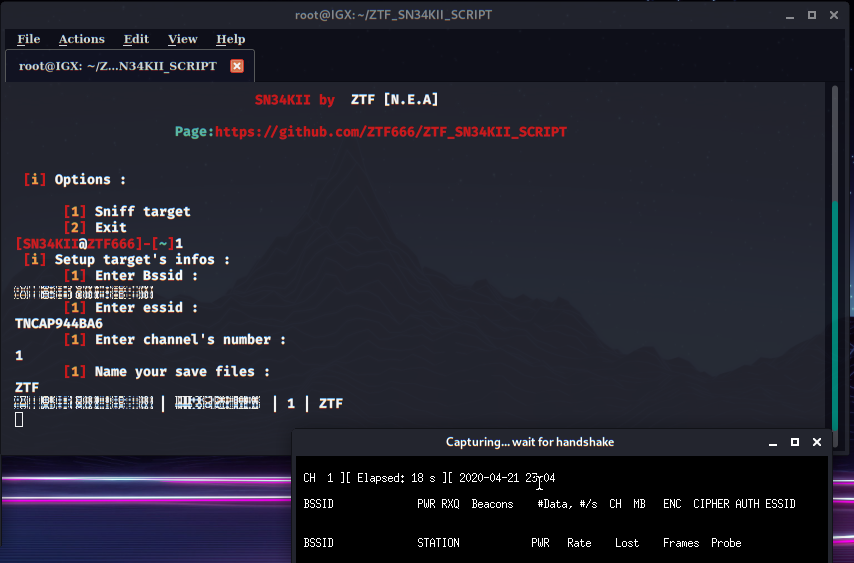 root@IGX: ~/ZTF_SN34KII_SCRIPT
File Actions Edit View Help
root@IGX: ~/Z...N34KII_SCRIPT
SN34KII by ZTF [N.E.A]
Page:https://github.com/ZTF666/ZTF_SN34KII_SCRIPT
[i] Options :
[1] Sniff target
[2] Exit
[SN34KII@ZTF666]-[~]1
[i] Setup target's infos :
[1] Enter Bssid :
[1] Enter essid :
TNCAP944BA6
[1] Enter channel's number :
1
[1] Name your save files :
ZTF
| | 1 | ZTF
Capturing... wait for handshake
CH 1 ][ Elapsed: 18 s ][ 2020-04-21 23:04
BSSID PWR RXQ Beacons #Data, #/s CH MB ENC CIPHER AUTH ESSID
BSSID STATION PWR Rate Lost Frames Probe